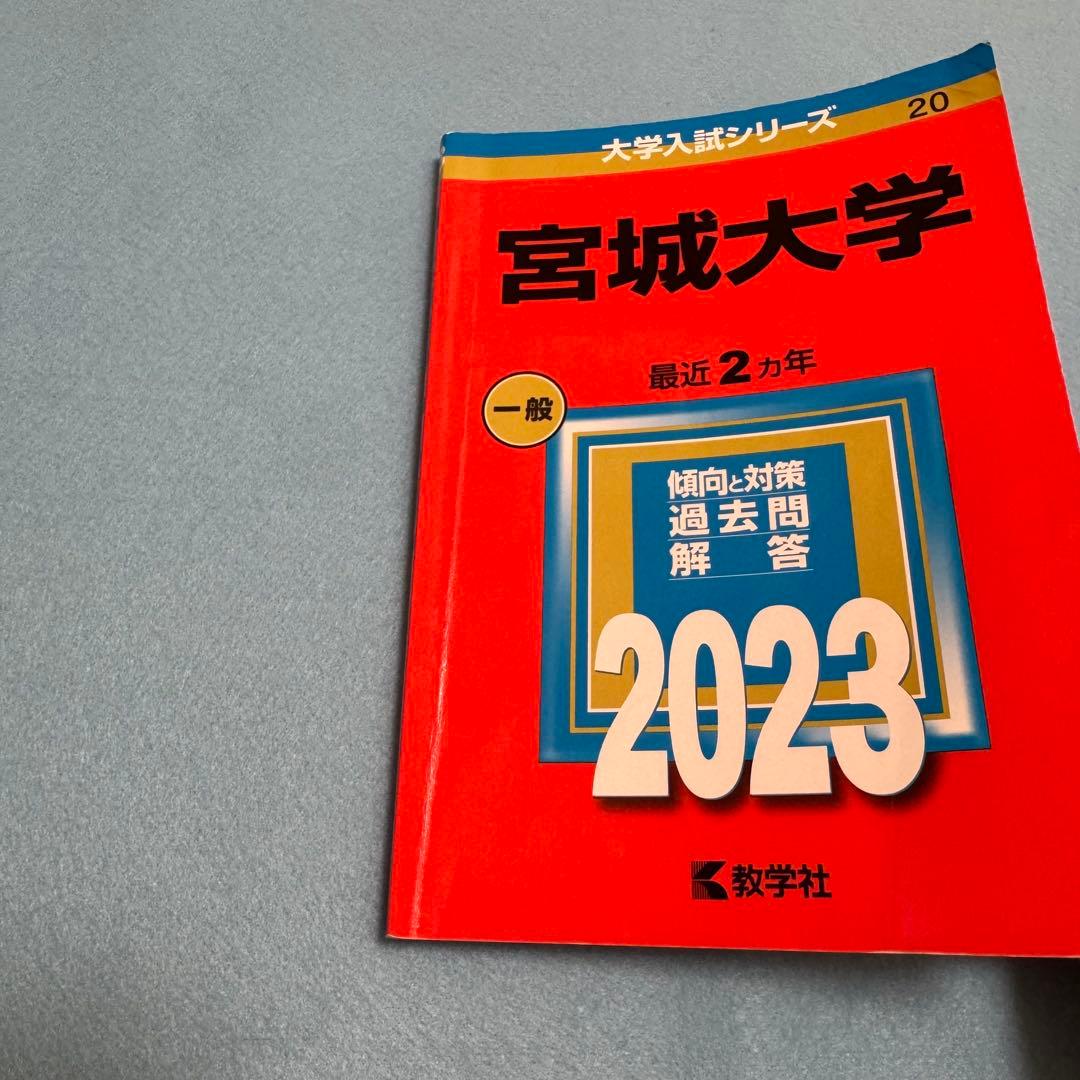 大学入試シリーズ
20
宮城大学
最近2ヵ年
一般
傾向と対策
過去問
解答
2023
教学社